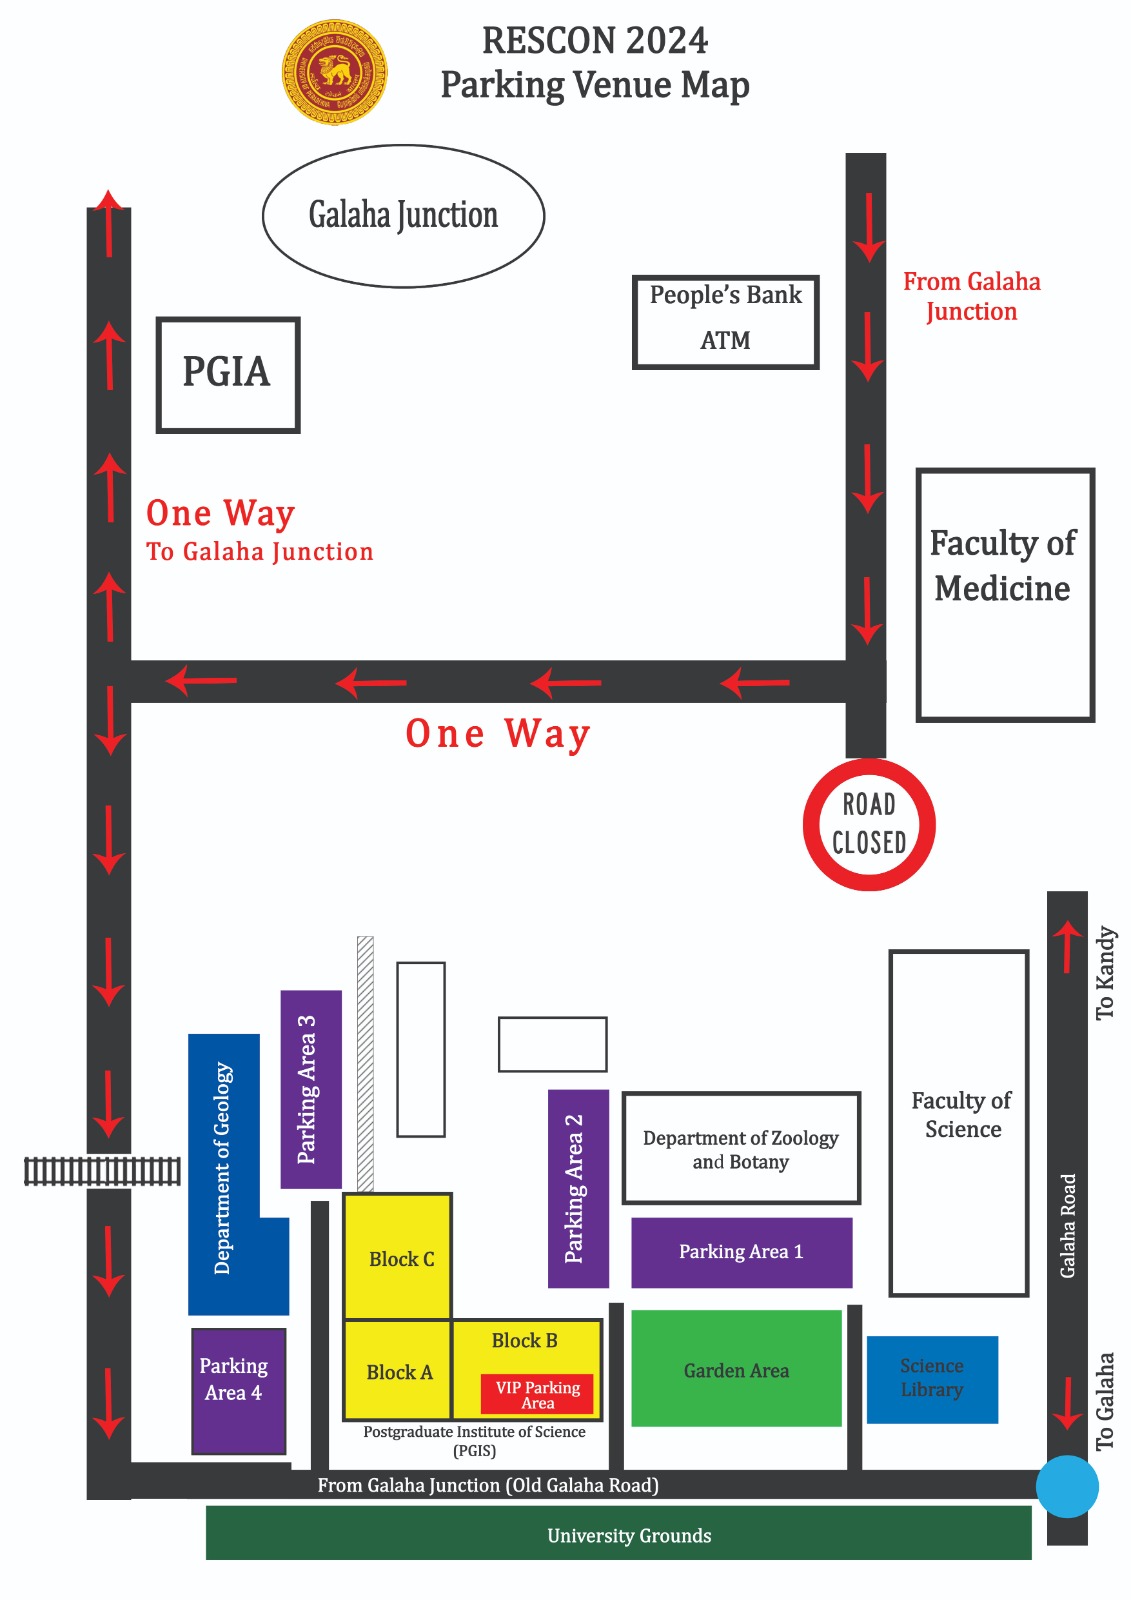 RESCON 2024
Parking Venue Map
Galaha Junction
People's Bank
ATM
From Galaha
Junction
PGIA
One Way
To Galaha Junction
Faculty of
Medicine
One Way
ROAD
CLOSED
To Kandy
Parking Area 3
Department of Geology
Parking Area 2
Department of Zoology
and Botany
Faculty of
Science
Galaha Road
Parking Area 1
Block C
Parking
Area 4
Block A
Block B
VIP Parking
Area
Garden Area
Science
Library
To Galaha
Postgraduate Institute of Science
(PGIS)
From Galaha Junction (Old Galaha Road)
University Grounds